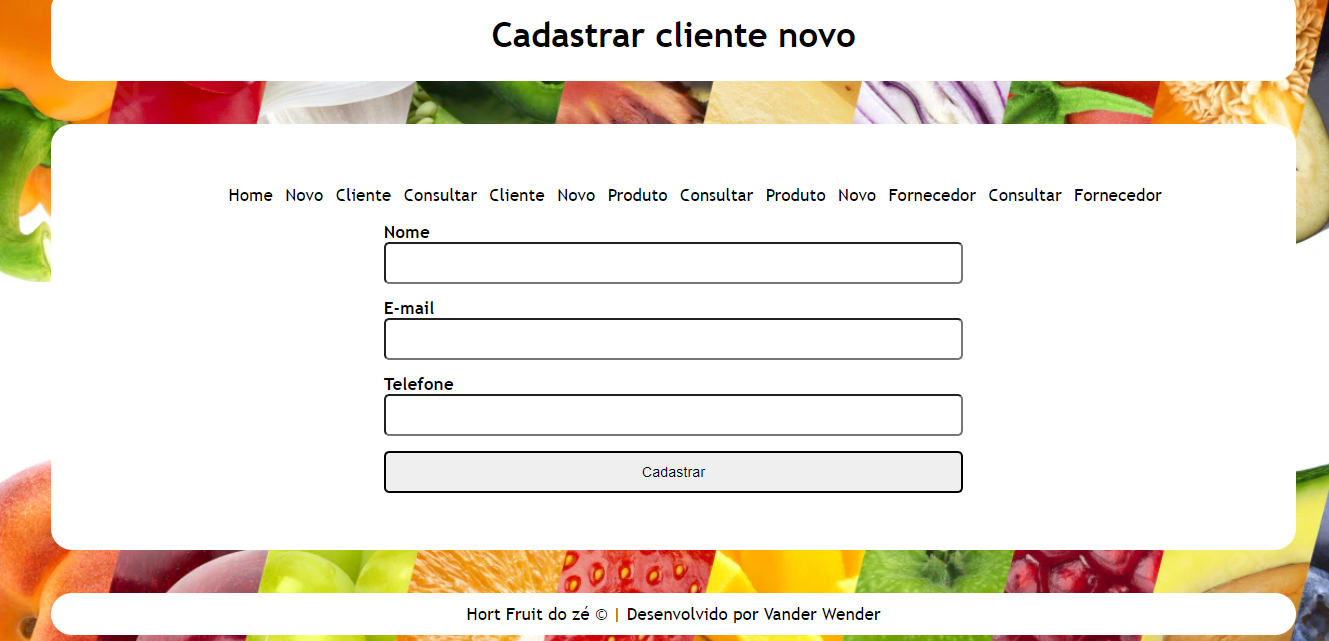 Cadastrar cliente novo
Home Novo Cliente Consultar Cliente Novo Produto Consultar Produto Novo Fornecedor Consultar Fornecedor
Nome
E-mail
Telefone
Cadastrar
Hort Fruit do zé © | Desenvolvido por Vander Wender